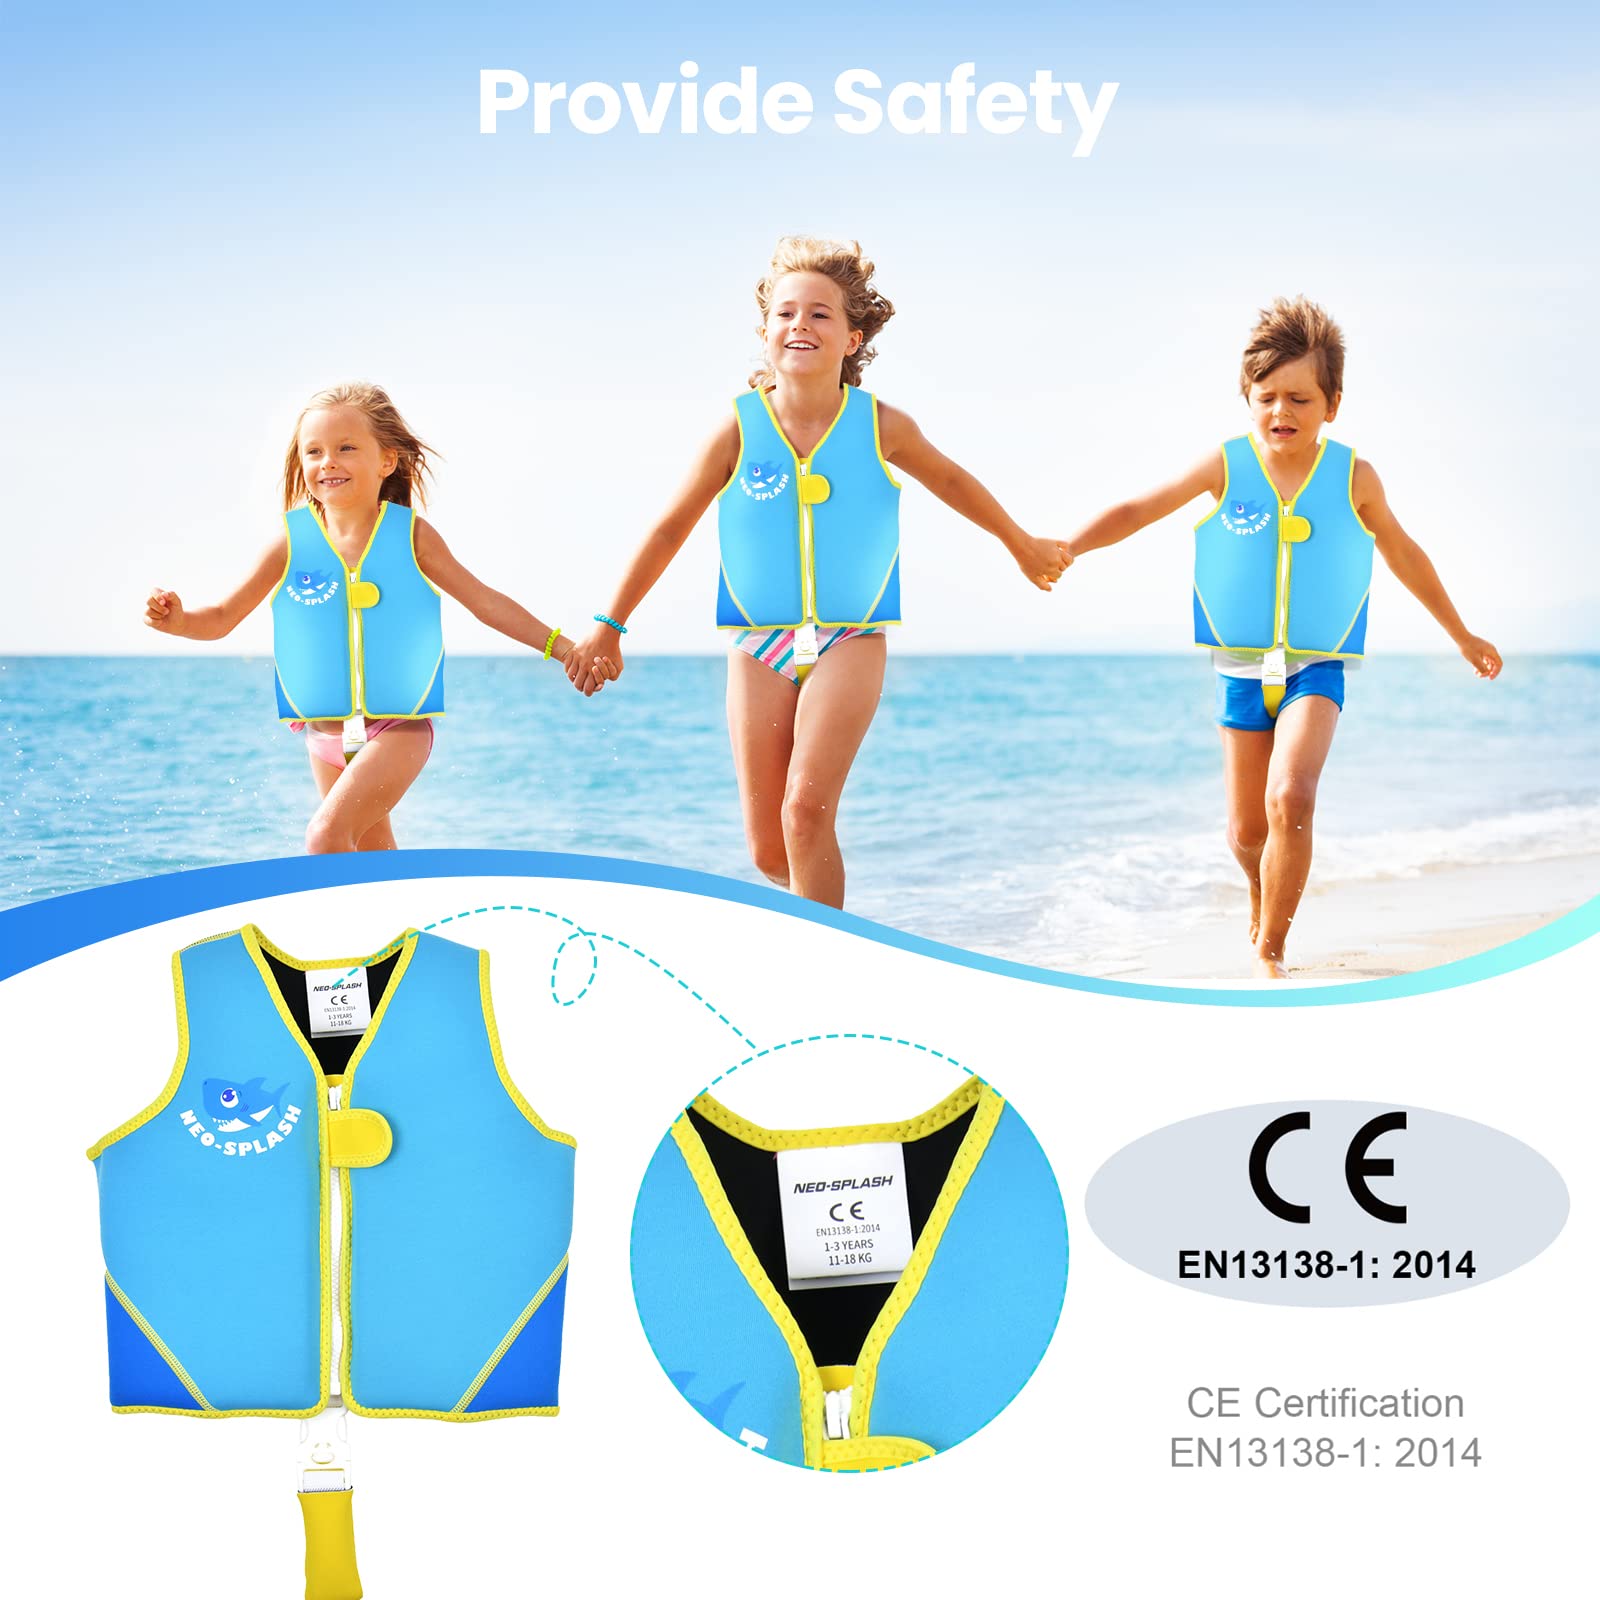 Provide Safety
NEO-SPLASH
NEO-SPLASH
NEO-SPLASH
NEO-SPLASH
CE
EN13138-1:2014
1-3 YEARS
11-18 KG
NEO-SPLASH
NEO-SPLASH
CE
EN13138-1:2014
1-3 YEARS
11-18 KG
CE
EN13138-1: 2014
CE Certification
EN13138-1: 2014